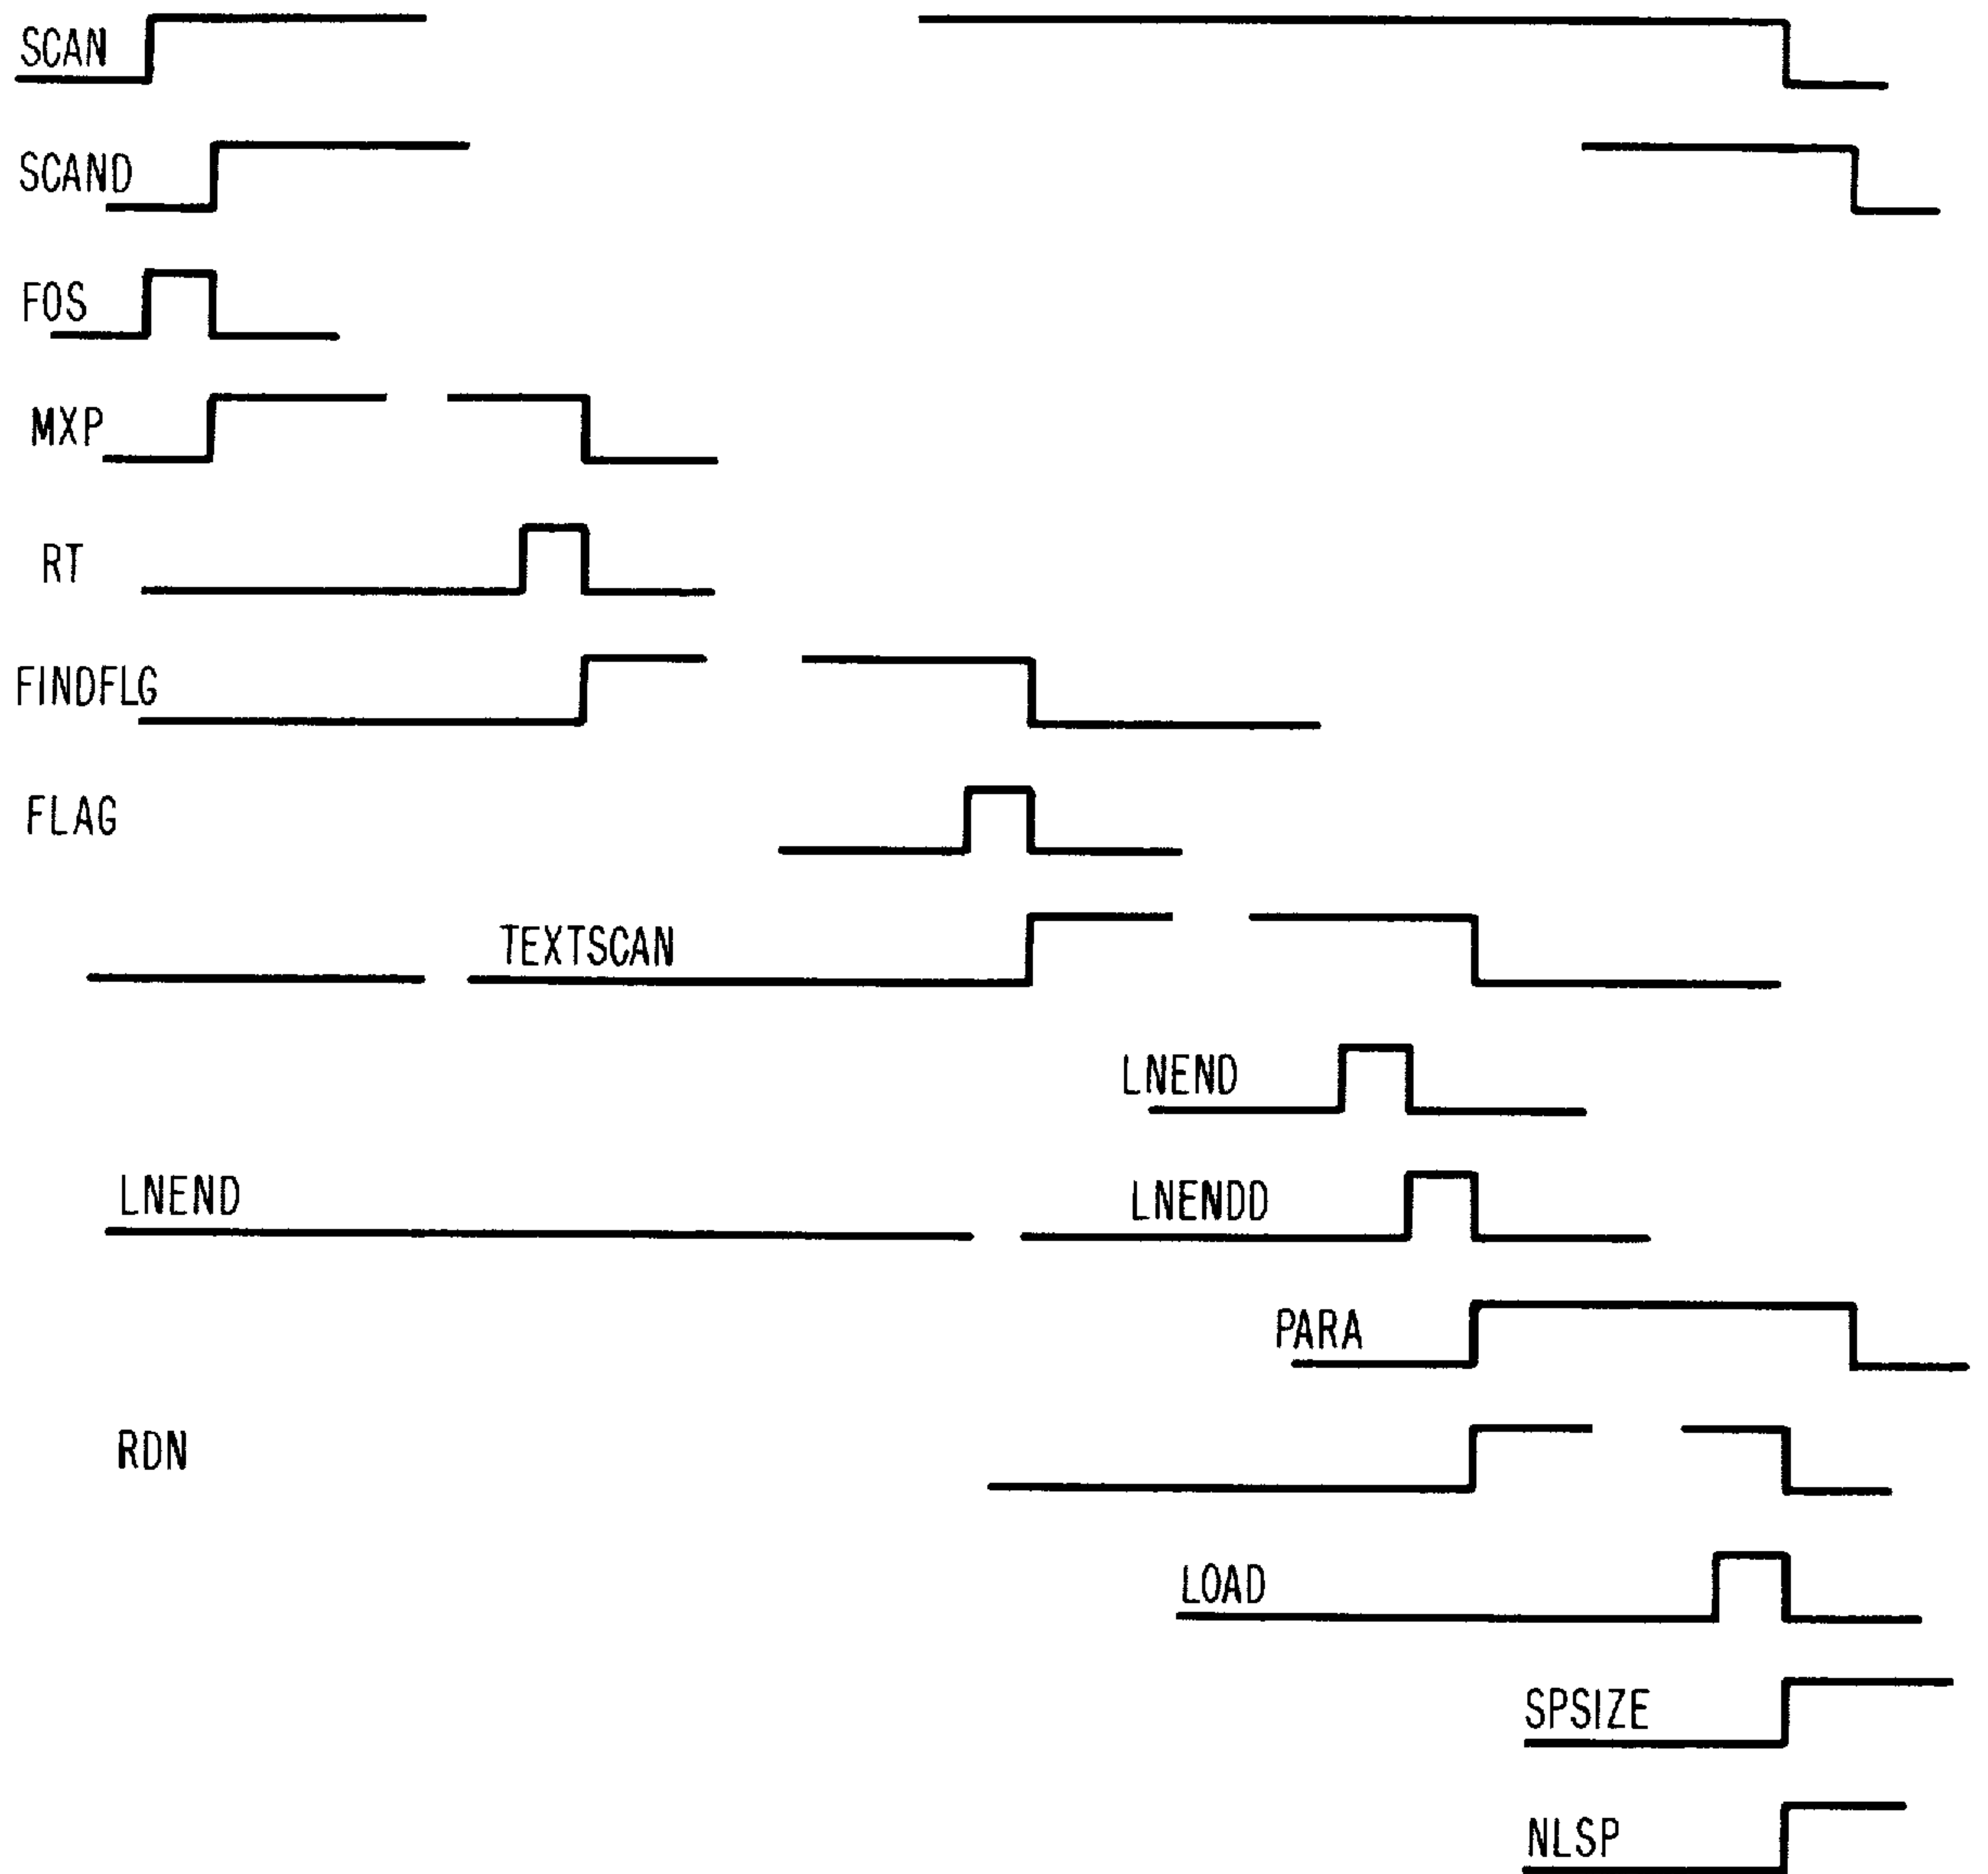 SCAN
SCAND
FOS
MXP
RT
FINDFLG
FLAG
TEXTSCAN
LNEND
LNEND
LNENDD
PARA
RDN
LOAD
SPSIZE
NLSP